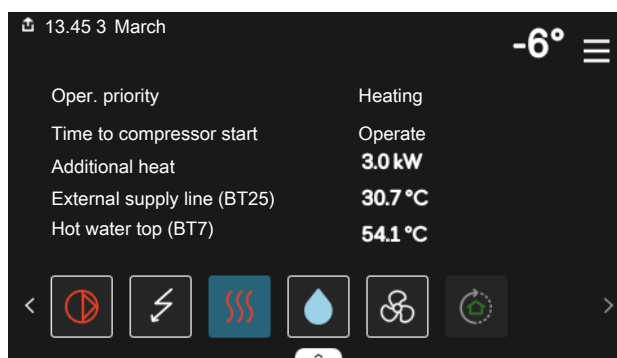 13.45 3 March
-6°
Oper. priority Heating
Time to compressor start Operate
Additional heat 3.0 kW
External supply line (BT25) 30.7 °C
Hot water top (BT7) 54.1 °C